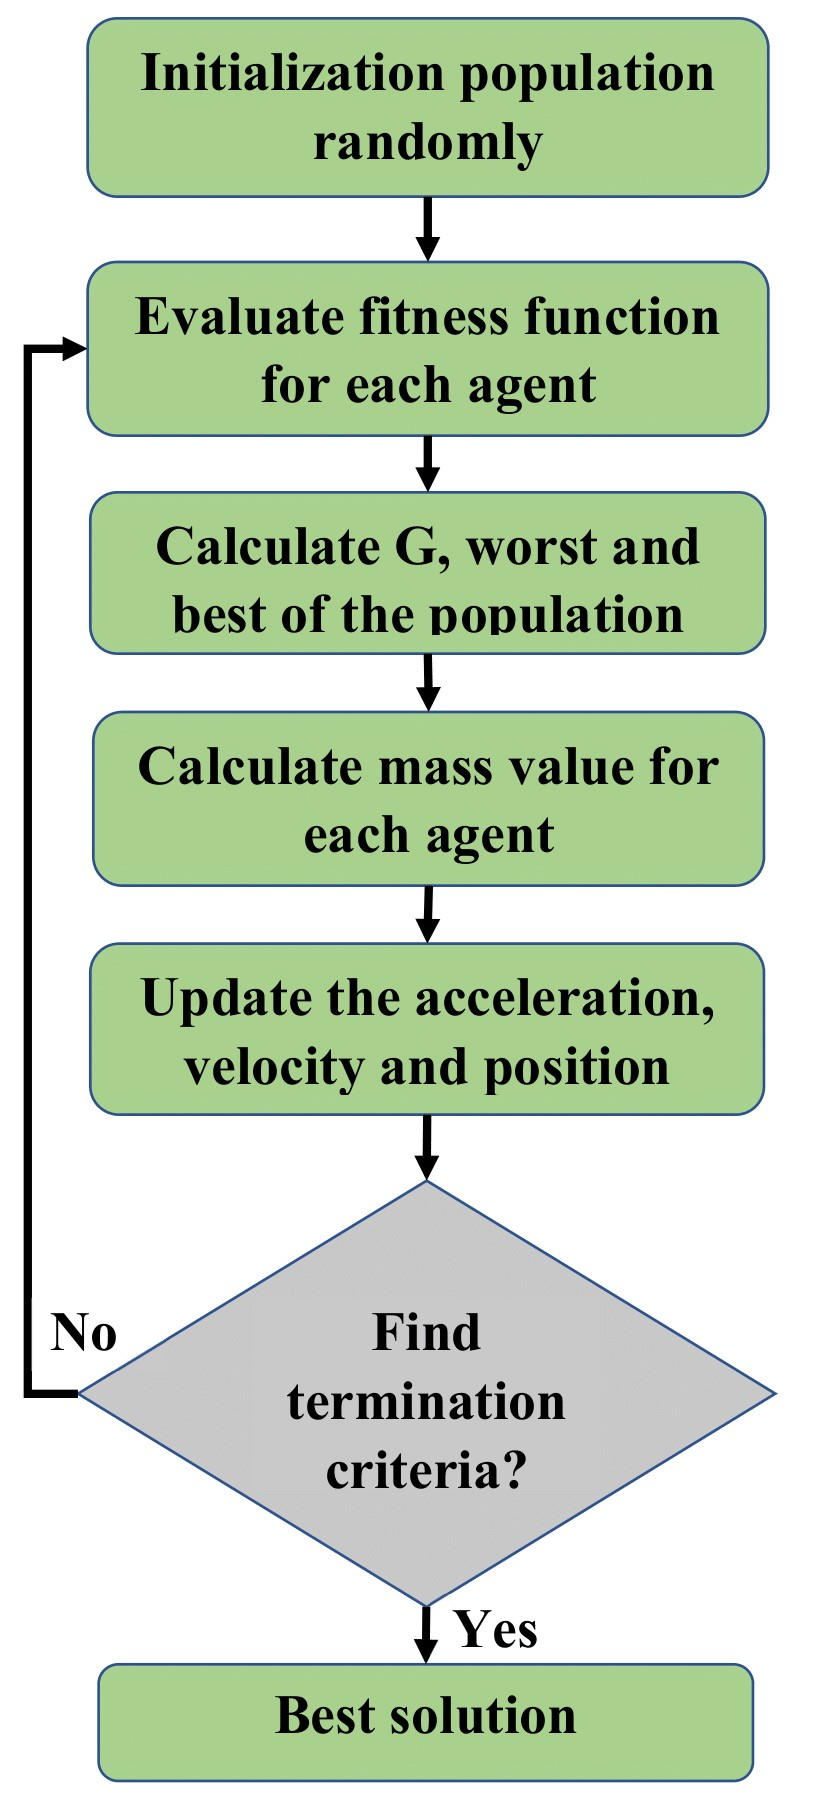 Initialization population
randomly
Evaluate fitness function
for each agent
Calculate G, worst and
best of the population
Calculate mass value for
each agent
Update the acceleration,
velocity and position
No
Find
termination
criteria?
Yes
Best solution